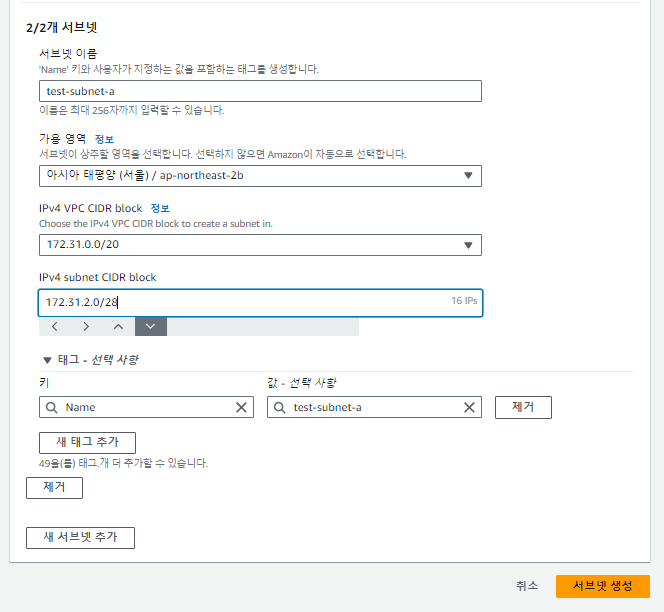 2/2개 서브넷
서브넷 이름
'Name' 키와 사용자가 지정하는 값을 포함하는 태그를 생성합니다.
test-subnet-a
이름은 최대 256자까지 입력할 수 있습니다.
가용 영역 정보
서브넷이 상주할 영역을 선택합니다. 선택하지 않으면 Amazon이 자동으로 선택합니다.
아시아 태평양 (서울) / ap-northeast-2b
IPv4 VPC CIDR block 정보
Choose the IPv4 VPC CIDR block to create a subnet in.
172.31.0.0/20
IPv4 subnet CIDR block
172.31.2.0/28 16 IPs
태그 - 선택 사항
키 값 - 선택 사항
Name test-subnet-a 제거
새 태그 추가
49을(를) 태그.개 더 추가할 수 있습니다.
제거
새 서브넷 추가
취소 서브넷 생성